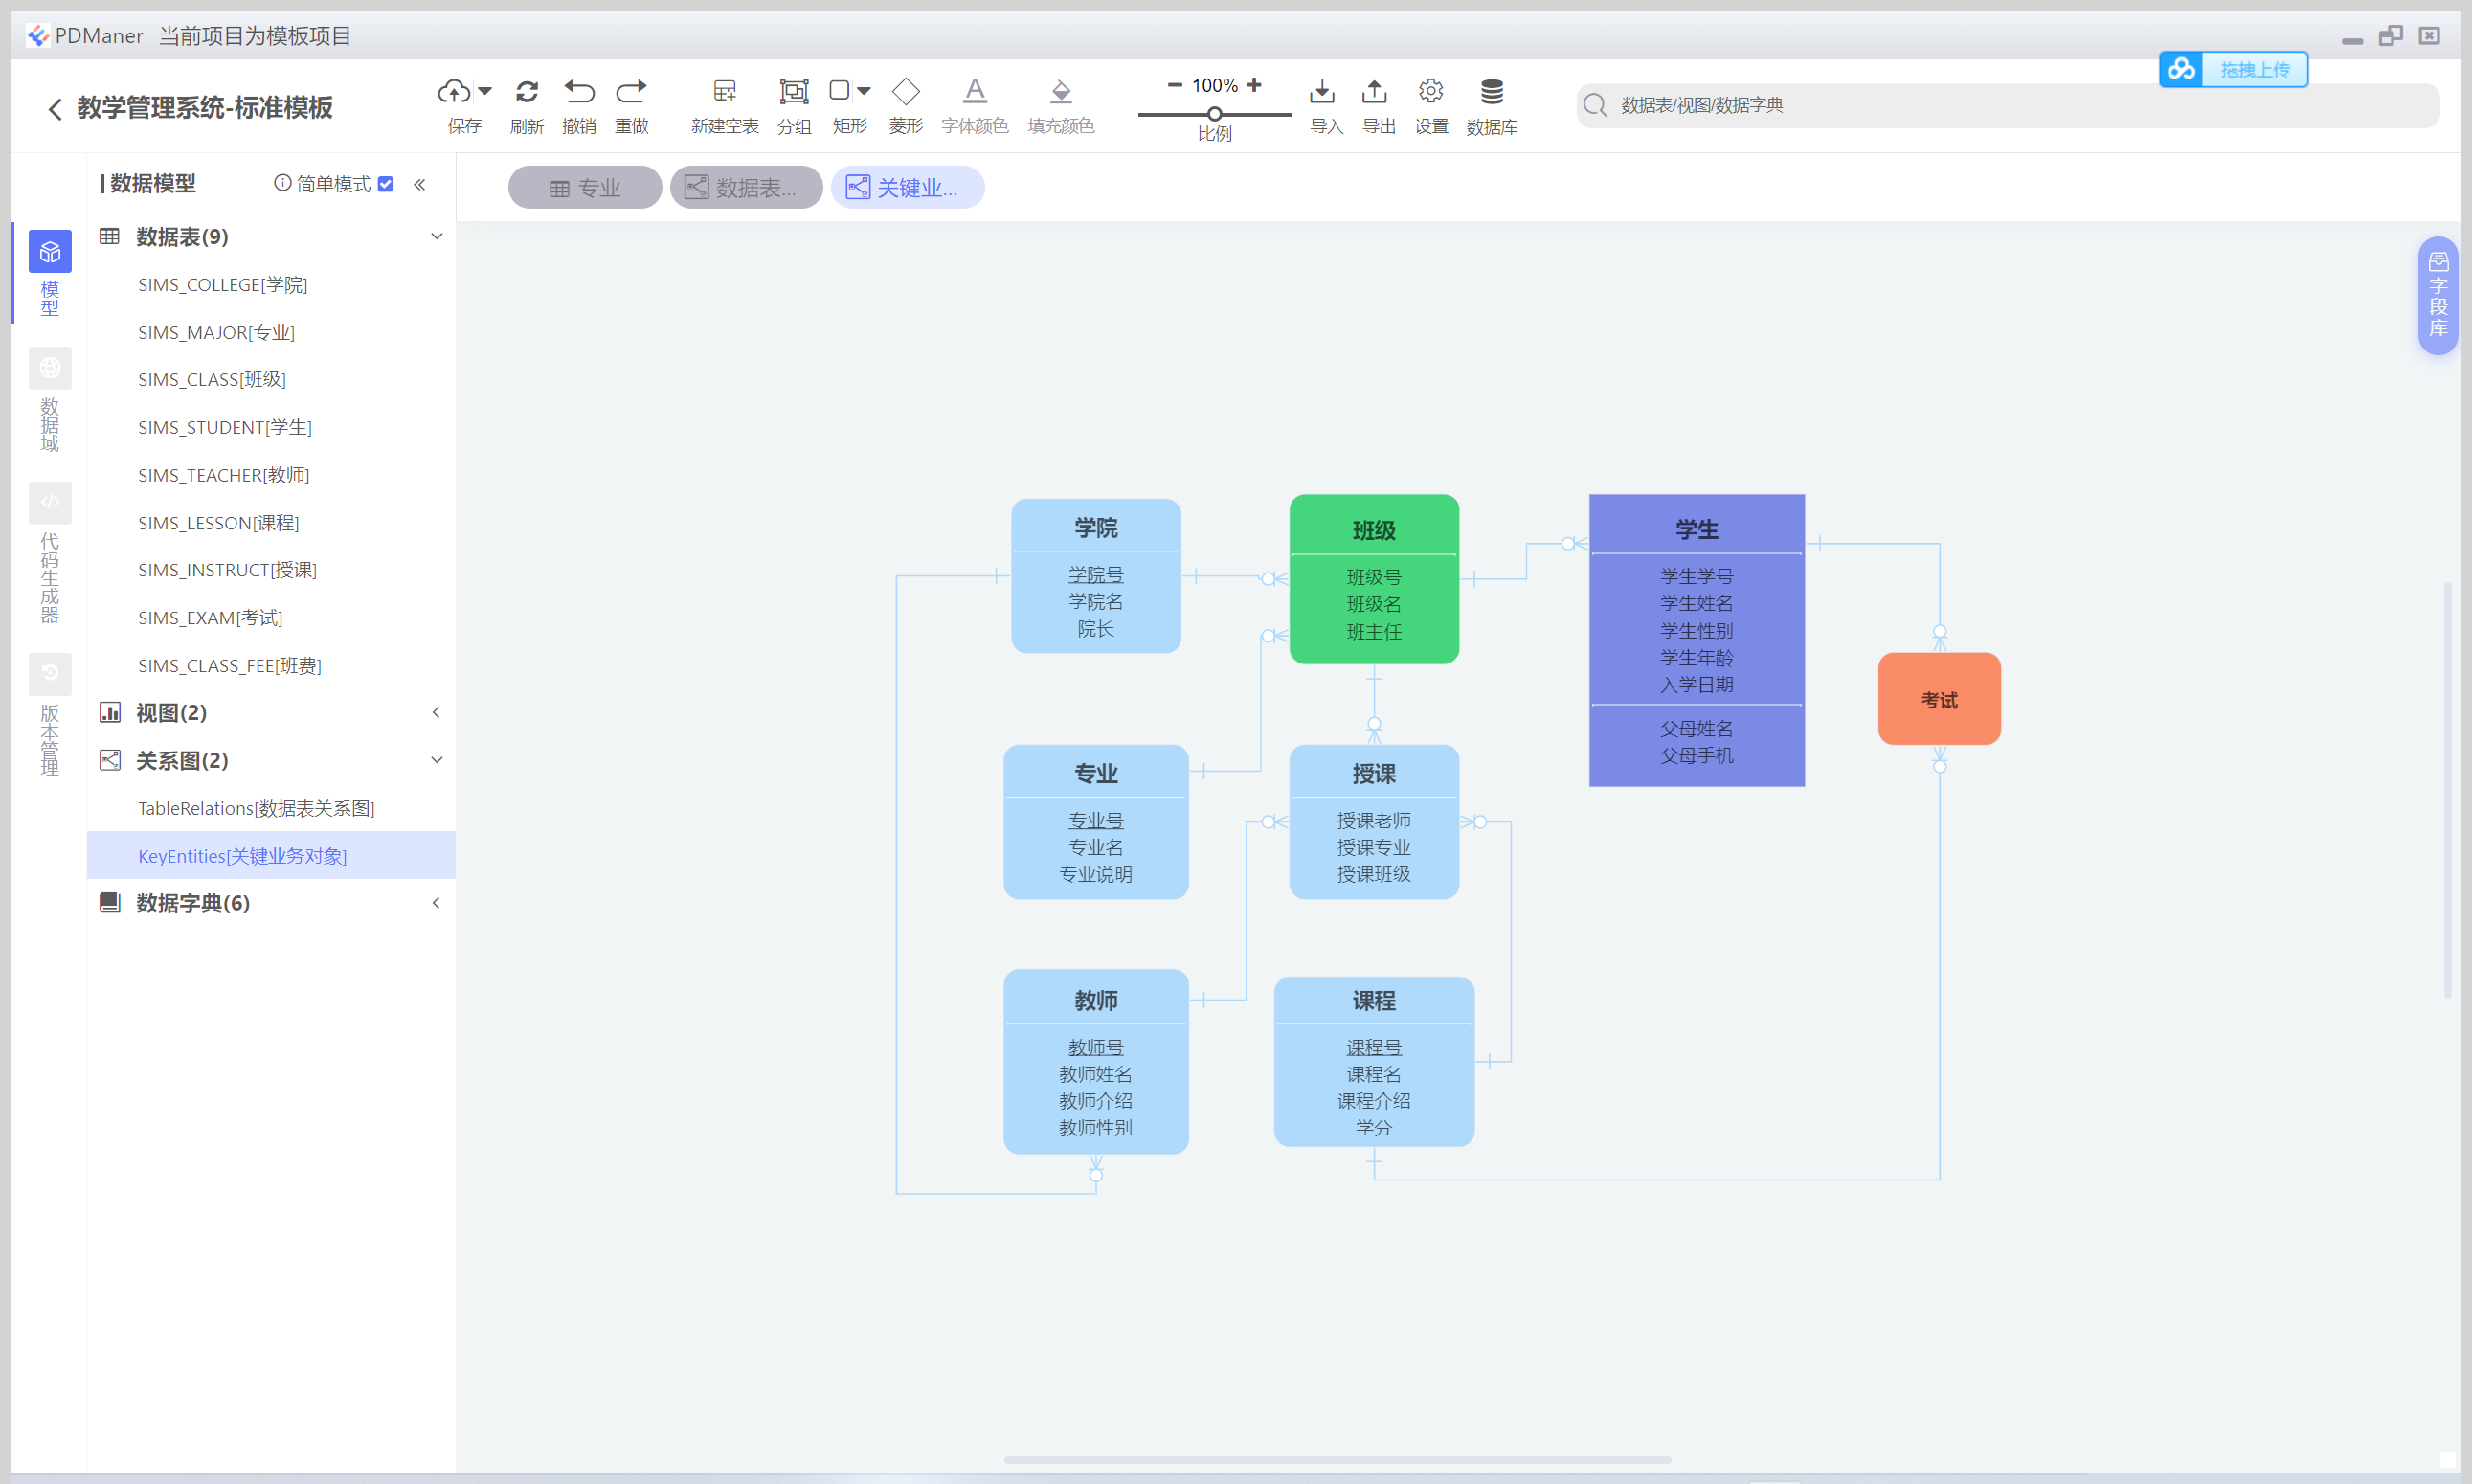 PDManer 当前项目为模板项目
拖拽上传
教学管理系统-标准模板
保存
刷新
撤销
重做
新建空表
分组
矩形
菱形
字体颜色
填充颜色
100%
比例
导入
导出
设置
数据库
数据表/视图/数据字典
模型
数据域
代码生成器
版本管理
数据模型
简单模式
数据表(9)
SIMS_COLLEGE[学院]
SIMS_MAJOR[专业]
SIMS_CLASS[班级]
SIMS_STUDENT[学生]
SIMS_TEACHER[教师]
SIMS_LESSON[课程]
SIMS_INSTRUCT[授课]
SIMS_EXAM[考试]
SIMS_CLASS_FEE[班费]
视图(2)
关系图(2)
TableRelations[数据表关系图]
KeyEntities[关键业务对象]
数据字典(6)
专业
数据表...
关键业...
字段库
学院
学院号
学院名
院长
班级
班级号
班级名
班主任
学生
学生学号
学生姓名
学生性别
学生年龄
入学日期
父母姓名
父母手机
考试
专业
专业号
专业名
专业说明
授课
授课老师
授课专业
授课班级
教师
教师号
教师姓名
教师介绍
教师性别
课程
课程号
课程名
课程介绍
学分